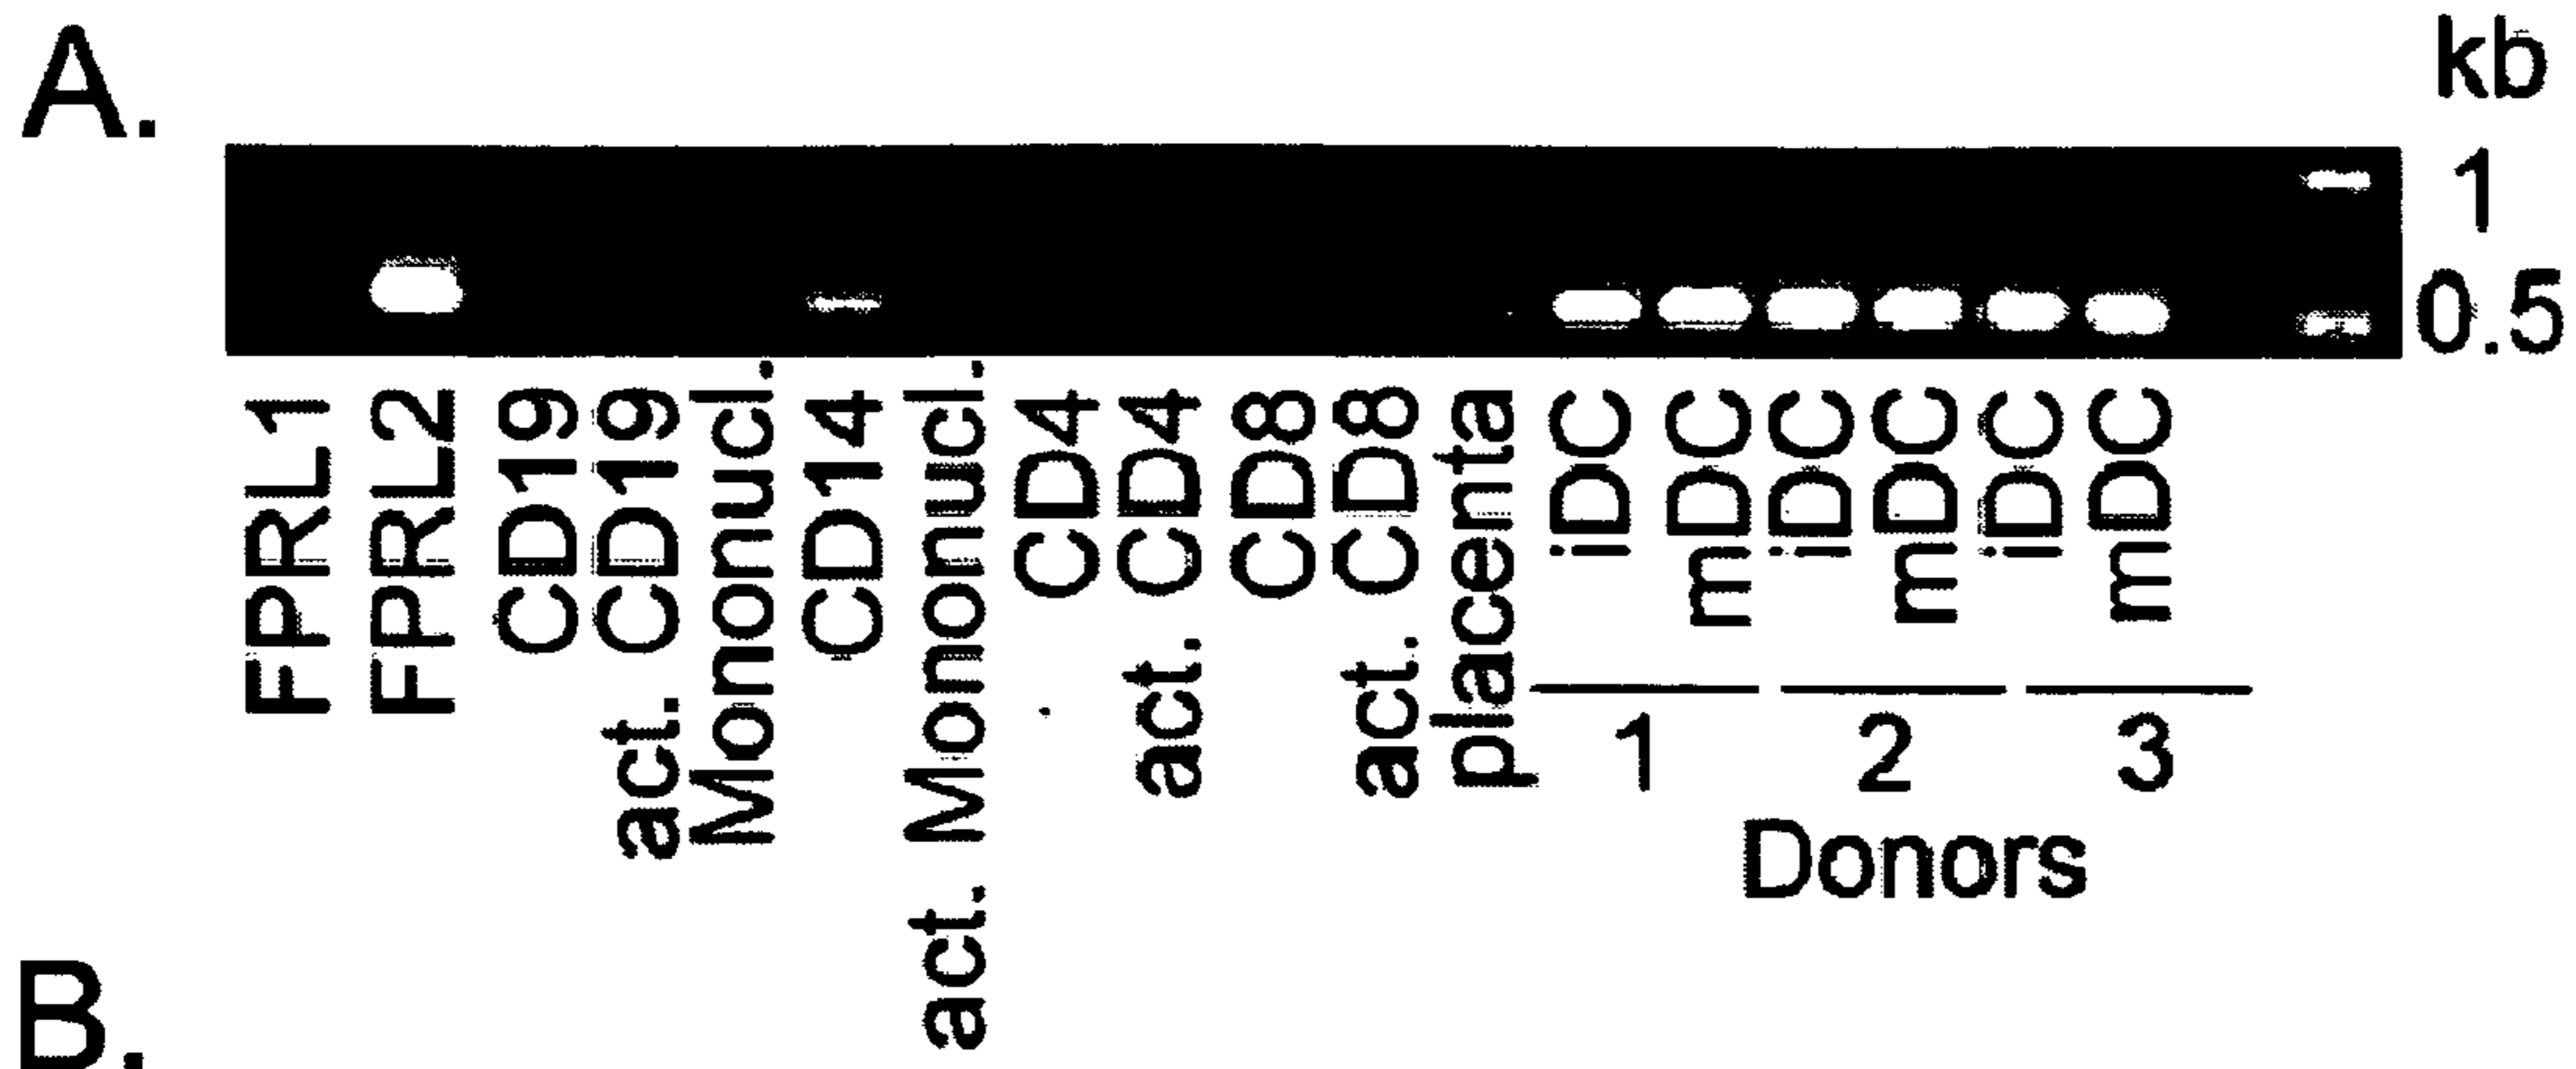 A.
kb
1
0.5
FPRL1
FPRL2
CD19
act. CD19
Mononucl.
CD14
act. Mononucl.
CD4
act. CD4
CD8
act. CD8
placenta
iDC
mDC
iDC
mDC
iDC
mDC
1
2
3
Donors
B.